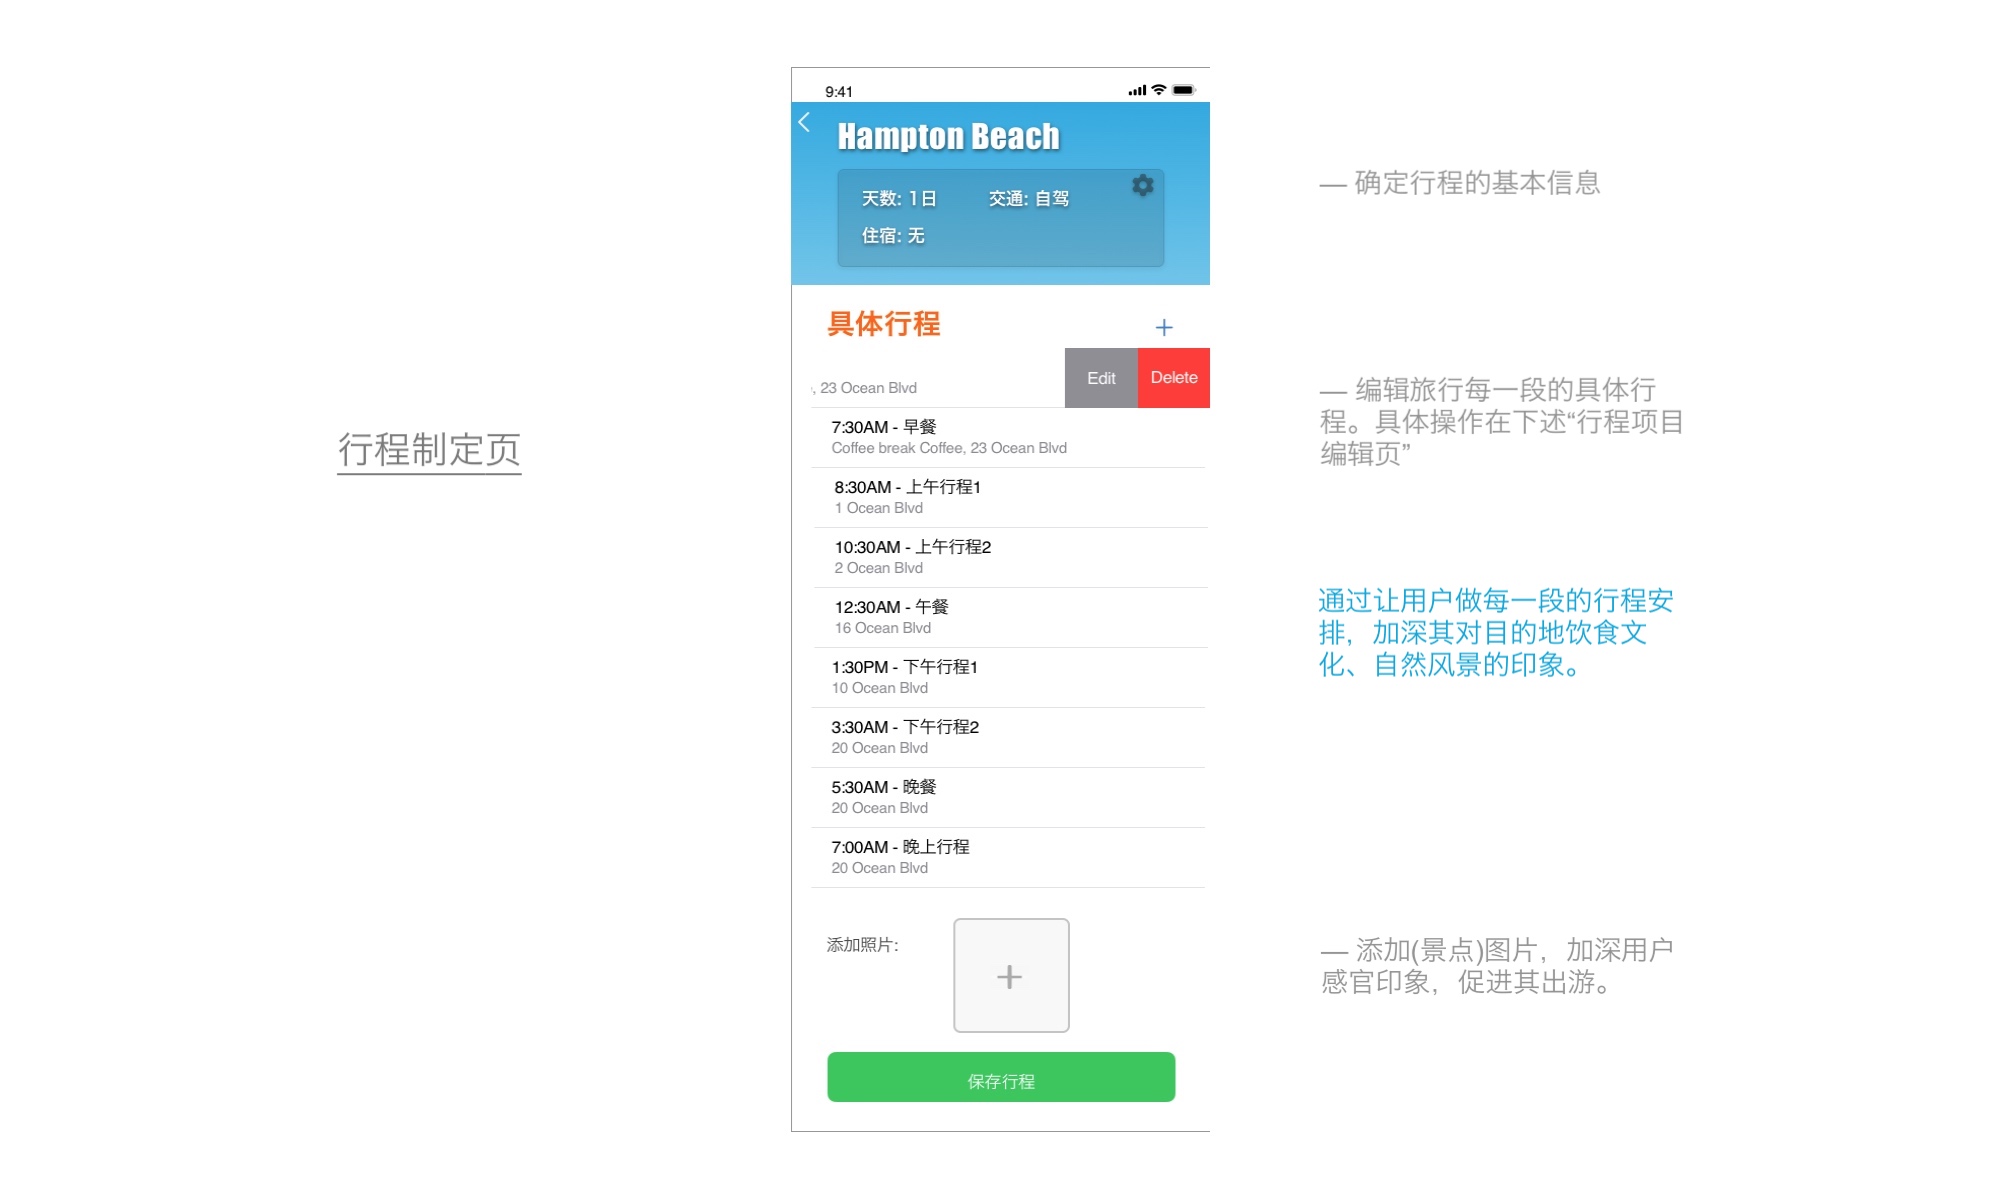 行程制定页
9:41
Hampton Beach
天数: 1日 交通: 自驾
住宿: 无
具体行程
, 23 Ocean Blvd
Edit
Delete
7:30AM - 早餐
Coffee break Coffee, 23 Ocean Blvd
8:30AM - 上午行程1
1 Ocean Blvd
10:30AM - 上午行程2
2 Ocean Blvd
12:30AM - 午餐
16 Ocean Blvd
1:30PM - 下午行程1
10 Ocean Blvd
3:30AM - 下午行程2
20 Ocean Blvd
5:30AM - 晚餐
20 Ocean Blvd
7:00AM - 晚上行程
20 Ocean Blvd
添加照片:
保存行程
— 确定行程的基本信息
— 编辑旅行每一段的具体行
程。具体操作在下述“行程项目
编辑页”
通过让用户做每一段的行程安
排，加深其对目的地饮食文
化、自然风景的印象。
— 添加(景点)图片，加深用户
感官印象，促进其出游。